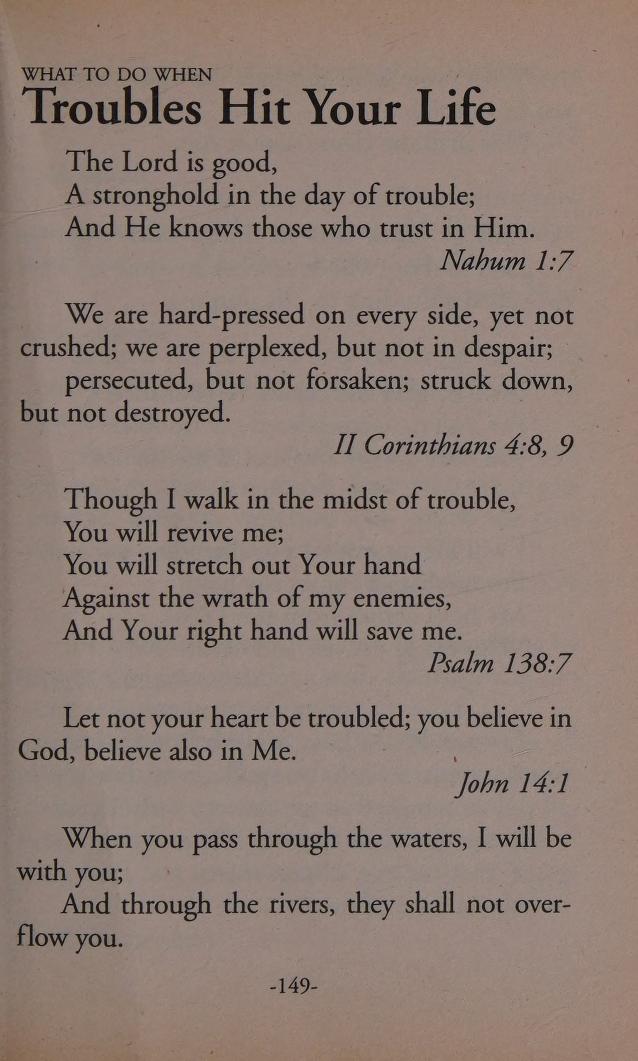 WHAT TO DO WHEN
Troubles Hit Your Life
The Lord is good,
A stronghold in the day of trouble;
And He knows those who trust in Him.
Nahum 1:7
We are hard-pressed on every side, yet not
crushed; we are perplexed, but not in despair;
persecuted, but not forsaken; struck down,
but not destroyed.
II Corinthians 4:8, 9
Though I walk in the midst of trouble,
You will revive me;
You will stretch out Your hand
Against the wrath of my enemies,
And Your right hand will save me.
Psalm 138:7
Let not your heart be troubled; you believe in
God, believe also in Me.
John 14:1
When you pass through the waters, I will be
with you;
And through the rivers, they shall not over-
flow you.
-149-